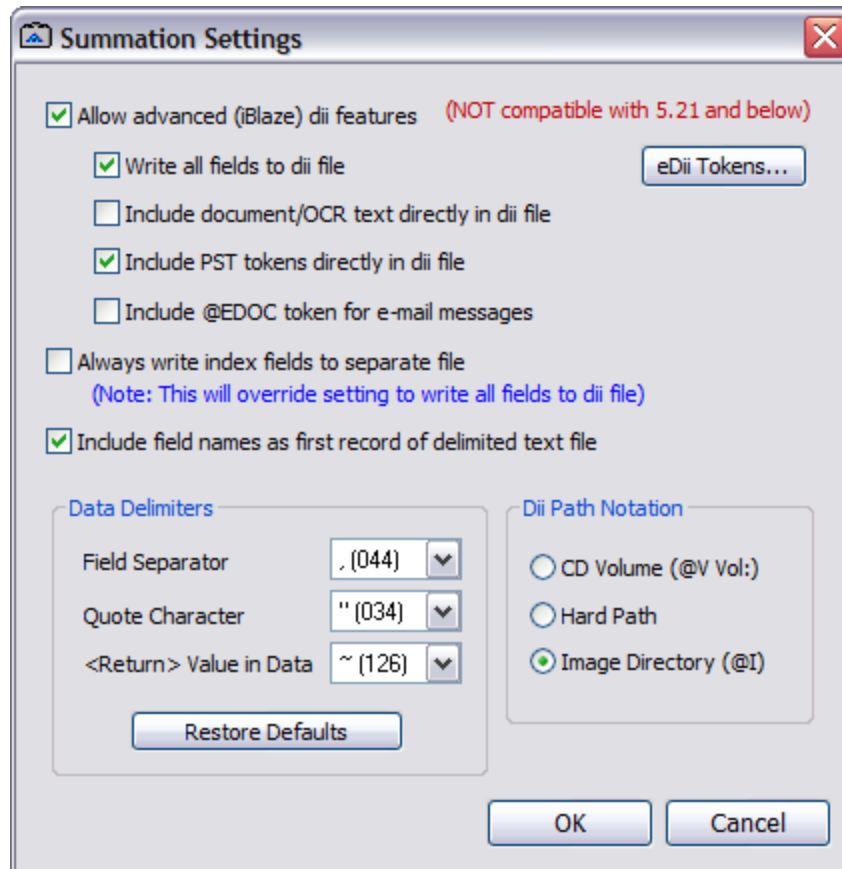 Summation Settings
Allow advanced (iBlaze) dii features (NOT compatible with 5.21 and below)
Write all fields to dii file eDii Tokens...
Include document/OCR text directly in dii file
Include PST tokens directly in dii file
Include @EDOC token for e-mail messages
Always write index fields to separate file
(Note: This will override setting to write all fields to dii file)
Include field names as first record of delimited text file
Data Delimiters
Field Separator , (044)
Quote Character " (034)
<Return> Value in Data ~ (126)
Restore Defaults
Dii Path Notation
CD Volume (@V Vol:)
Hard Path
Image Directory (@I)
OK Cancel